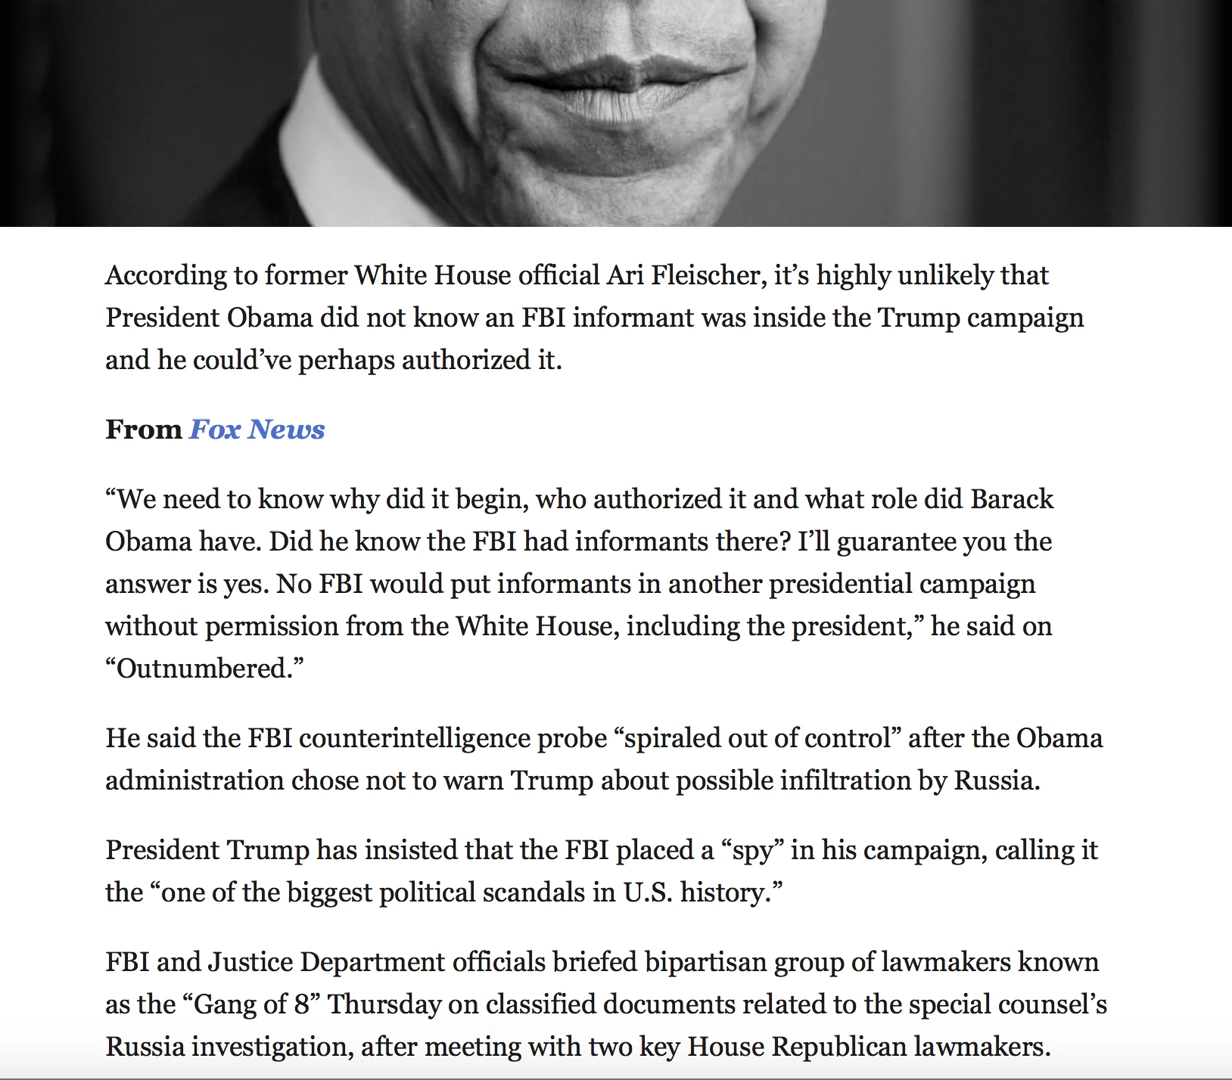 According to former White House official Ari Fleischer, it’s highly unlikely that
President Obama did not know an FBI informant was inside the Trump campaign
and he could’ve perhaps authorized it.
From Fox News
“We need to know why did it begin, who authorized it and what role did Barack
Obama have. Did he know the FBI had informants there? I’ll guarantee you the
answer is yes. No FBI would put informants in another presidential campaign
without permission from the White House, including the president,” he said on
“Outnumbered.”
He said the FBI counterintelligence probe “spiraled out of control” after the Obama
administration chose not to warn Trump about possible infiltration by Russia.
President Trump has insisted that the FBI placed a “spy” in his campaign, calling it
the “one of the biggest political scandals in U.S. history.”
FBI and Justice Department officials briefed bipartisan group of lawmakers known
as the “Gang of 8” Thursday on classified documents related to the special counsel’s
Russia investigation, after meeting with two key House Republican lawmakers.